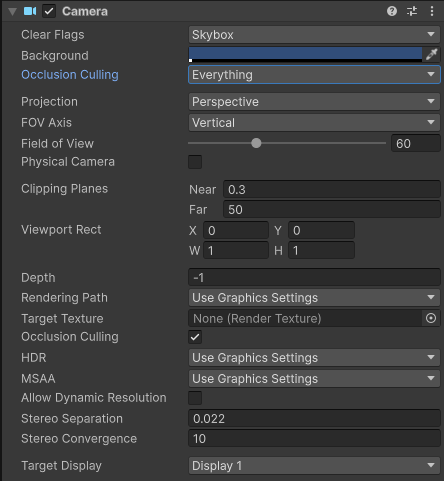 Camera
Clear Flags Skybox
Background
Occlusion Culling Everything
Projection Perspective
FOV Axis Vertical
Field of View 60
Physical Camera
Clipping Planes Near 0.3
Far 50
Viewport Rect X 0 Y 0
W 1 H 1
Depth -1
Rendering Path Use Graphics Settings
Target Texture None (Render Texture)
Occlusion Culling
HDR Use Graphics Settings
MSAA Use Graphics Settings
Allow Dynamic Resolution
Stereo Separation 0.022
Stereo Convergence 10
Target Display Display 1